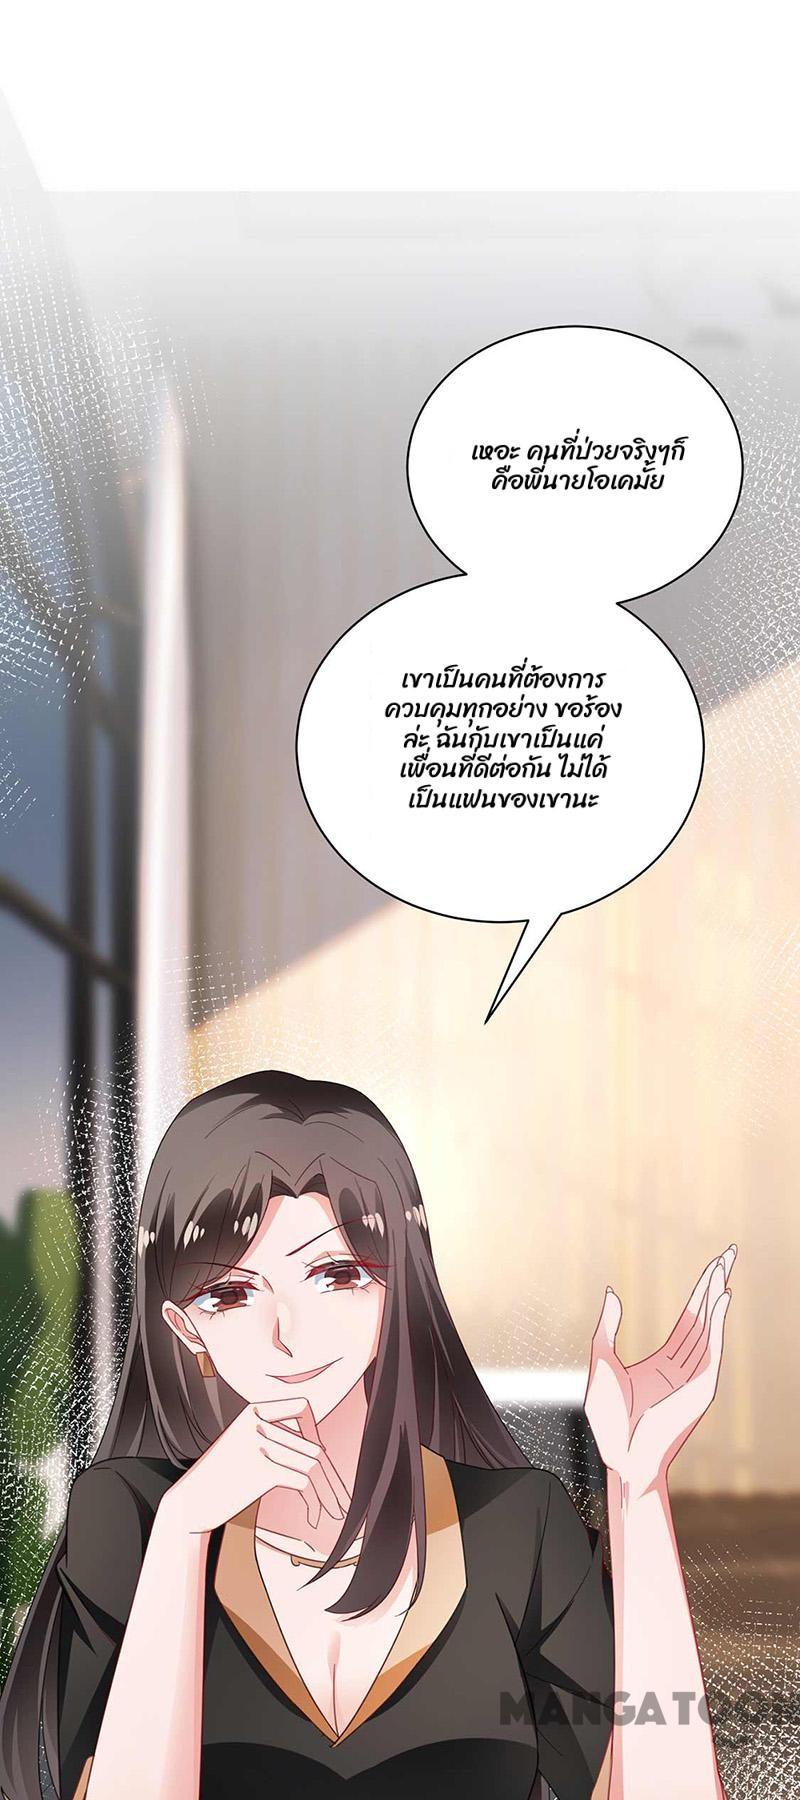 เหอะ คนที่ป่วยจริงๆก็
คือพี่นายโอเคมั้ย
เขาเป็นคนที่ต้องการ
ควบคุมทุกอย่าง ขอร้อง
ล่ะ ฉันกับเขาเป็นแค่
เพื่อนที่ดีต่อกัน ไม่ได้
เป็นแฟนของเขานะ
MANGATOON